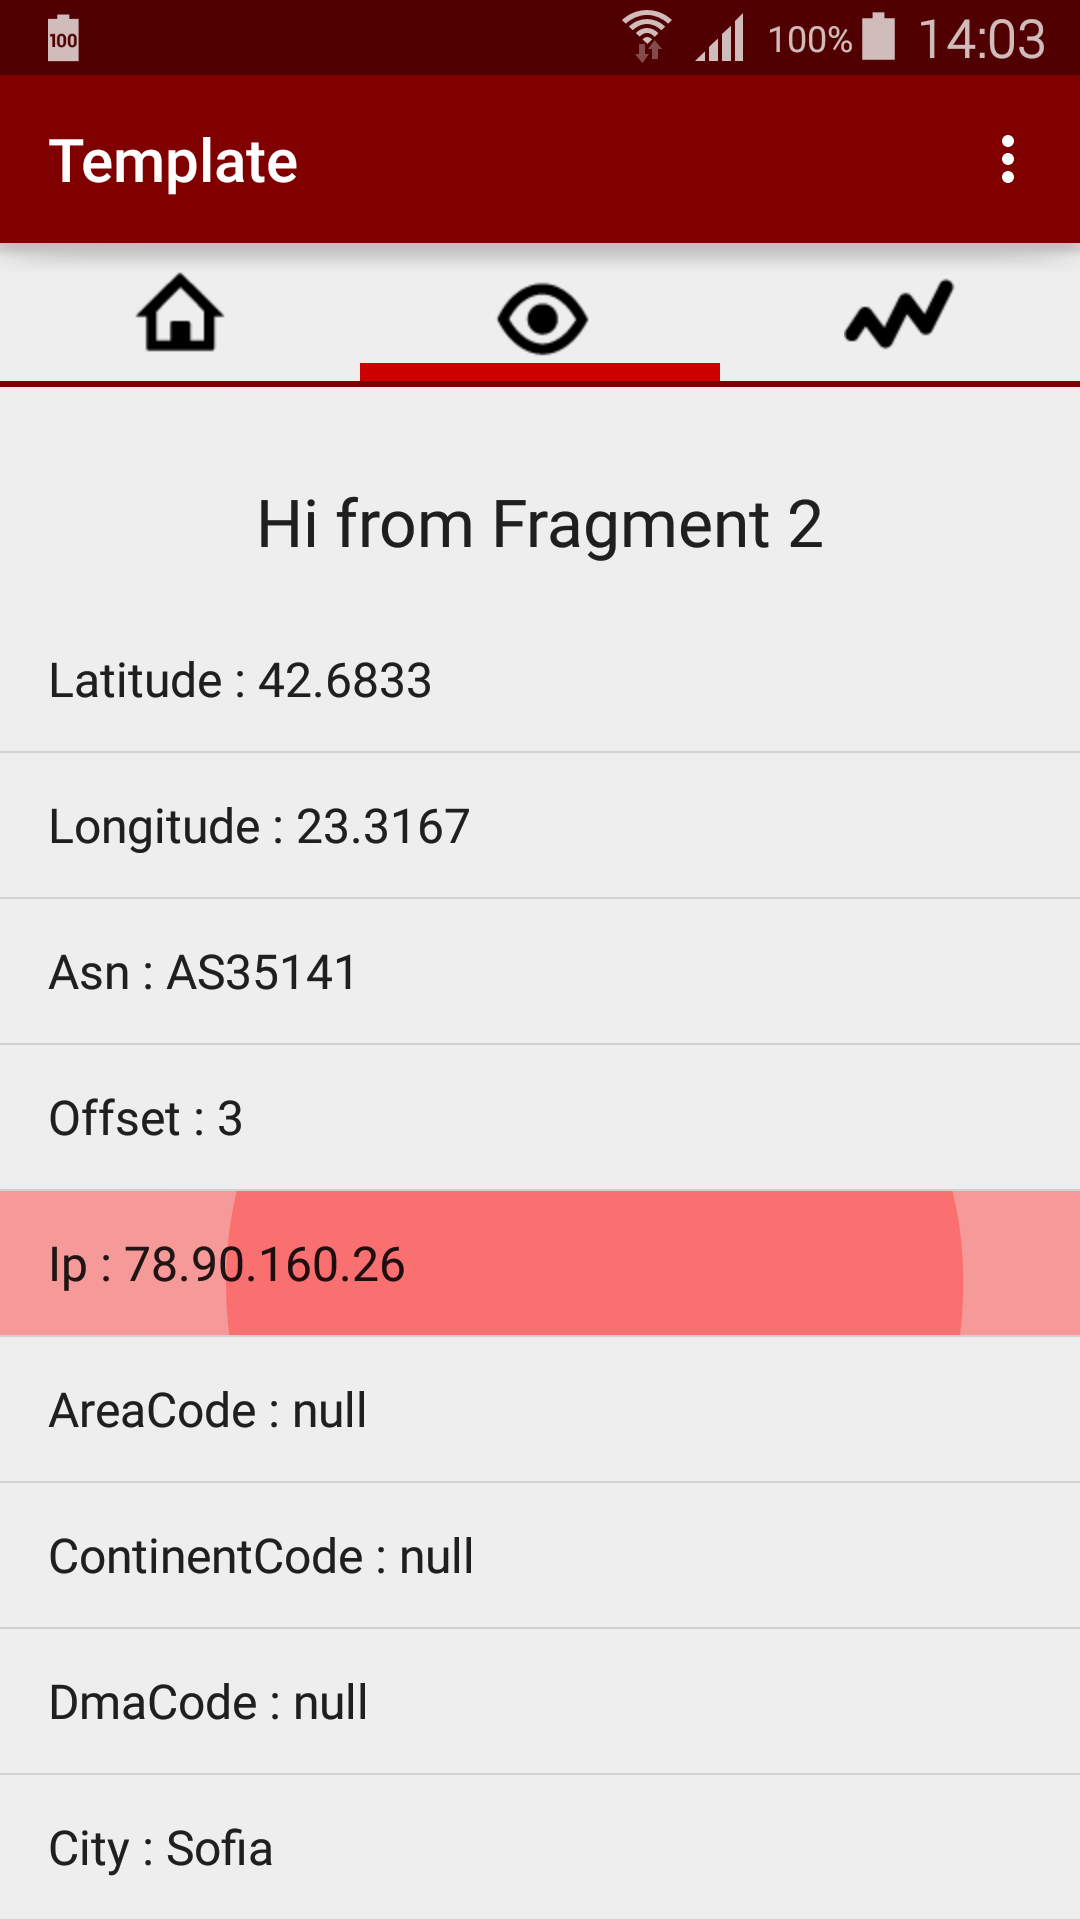 100
100% 14:03
Template
Hi from Fragment 2
Latitude : 42.6833
Longitude : 23.3167
Asn : AS35141
Offset : 3
Ip : 78.90.160.26
AreaCode : null
ContinentCode : null
DmaCode : null
City : Sofia